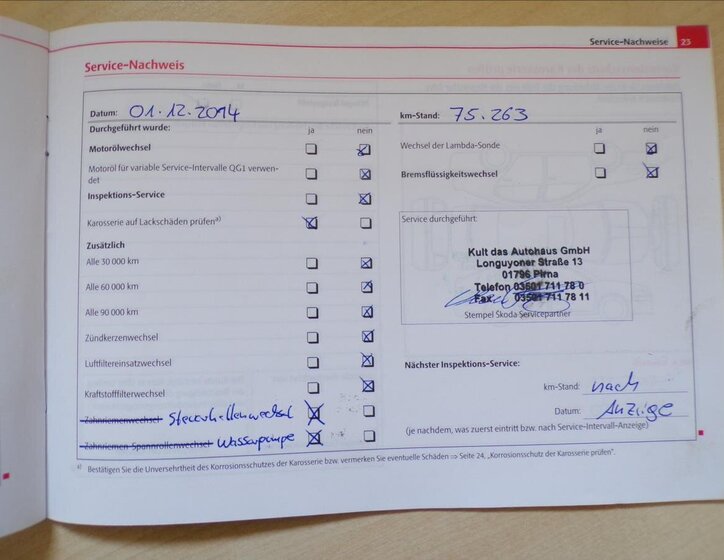 Service-Nachweise 23
Service-Nachweis
Datum: 01.12.2014
km-Stand: 75.263
Durchgeführt wurde: ja nein
Motorölwechsel
Motoröl für variable Service-Intervalle QG1 verwen-
det
Inspektions-Service
Karosserie auf Lackschäden prüfen a)
Zusätzlich
Alle 30 000 km
Alle 60 000 km
Alle 90 000 km
Zündkerzenwechsel
Luftfiltereinsatzwechsel
Kraftstofffilterwechsel
Zahnriemenwechsel
Zahnriemen-Spannrollenwechsel Wasserpumpe
ja nein
Wechsel der Lambda-Sonde
Bremsflüssigkeitswechsel
Service durchgeführt:
Kult das Autohaus GmbH
Longuyoner Straße 13
01796 Pirna
Telefon 03501 711 78 0
Fax 03501 711 78 11
Stempel Škoda Servicepartner
Nächster Inspektions-Service:
km-Stand: nach
Datum: Anzeige
(je nachdem, was zuerst eintritt bzw. nach Service-Intervall-Anzeige)
a) Bestätigen Sie die Unversehrtheit des Korrosionsschutzes der Karosserie bzw. vermerken Sie eventuelle Schäden ⇒ Seite 24, „Korrosionsschutz der Karosserie prüfen".